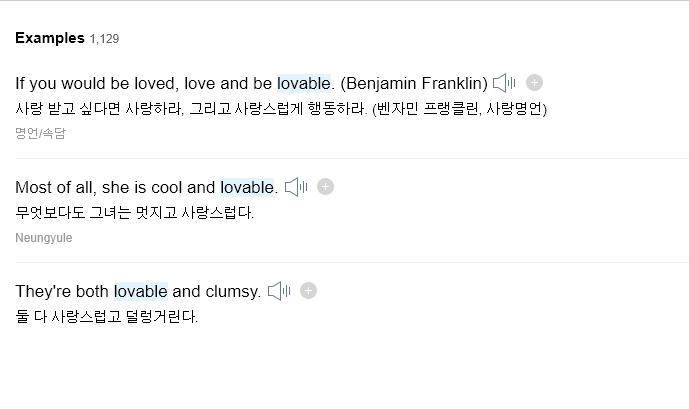 Examples 1,129
If you would be loved, love and be lovable. (Benjamin Franklin)
사랑 받고 싶다면 사랑하라, 그리고 사랑스럽게 행동하라. (벤자민 프랭클린, 사랑명언)
명언/속담
Most of all, she is cool and lovable.
무엇보다도 그녀는 멋지고 사랑스럽다.
Neungyule
They're both lovable and clumsy.
둘 다 사랑스럽고 덜렁거린다.